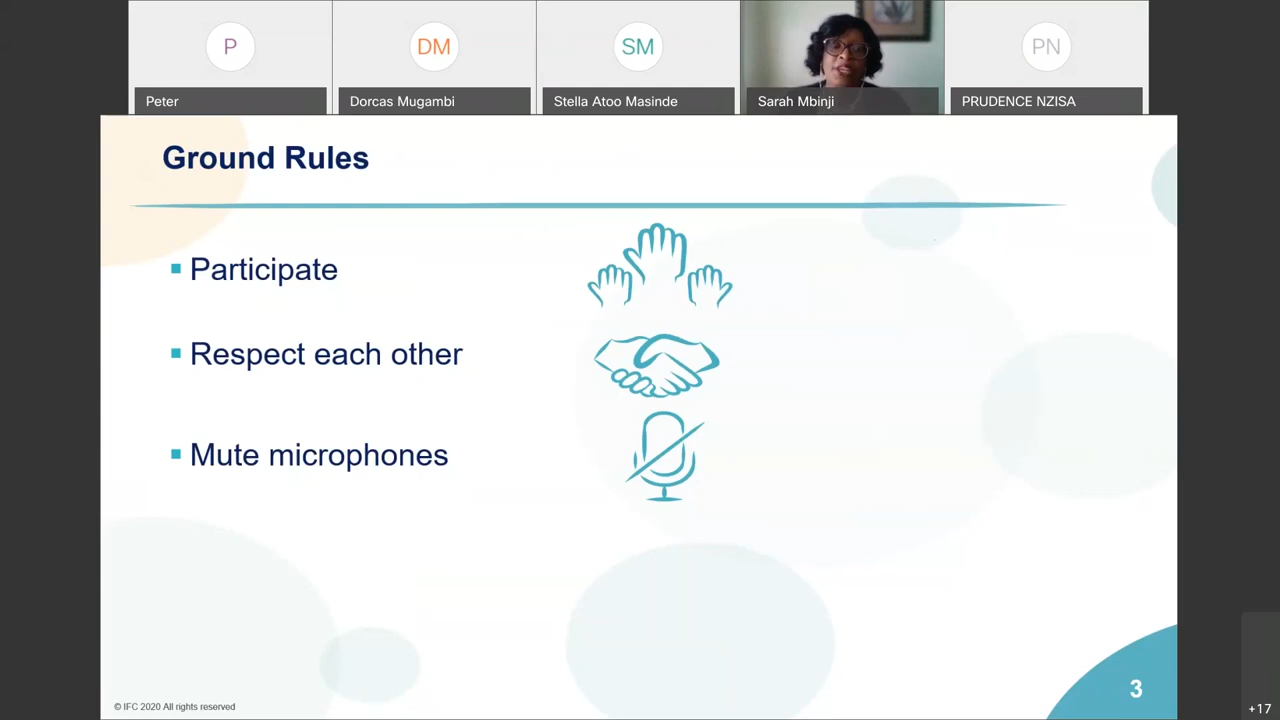 P
DM
SM
PN
Peter
Dorcas Mugambi
Stella Atoo Masinde
Sarah Mbinji
PRUDENCE NZISA
Ground Rules
Participate
Respect each other
Mute microphones
© IFC 2020 All rights reserved
3
+17